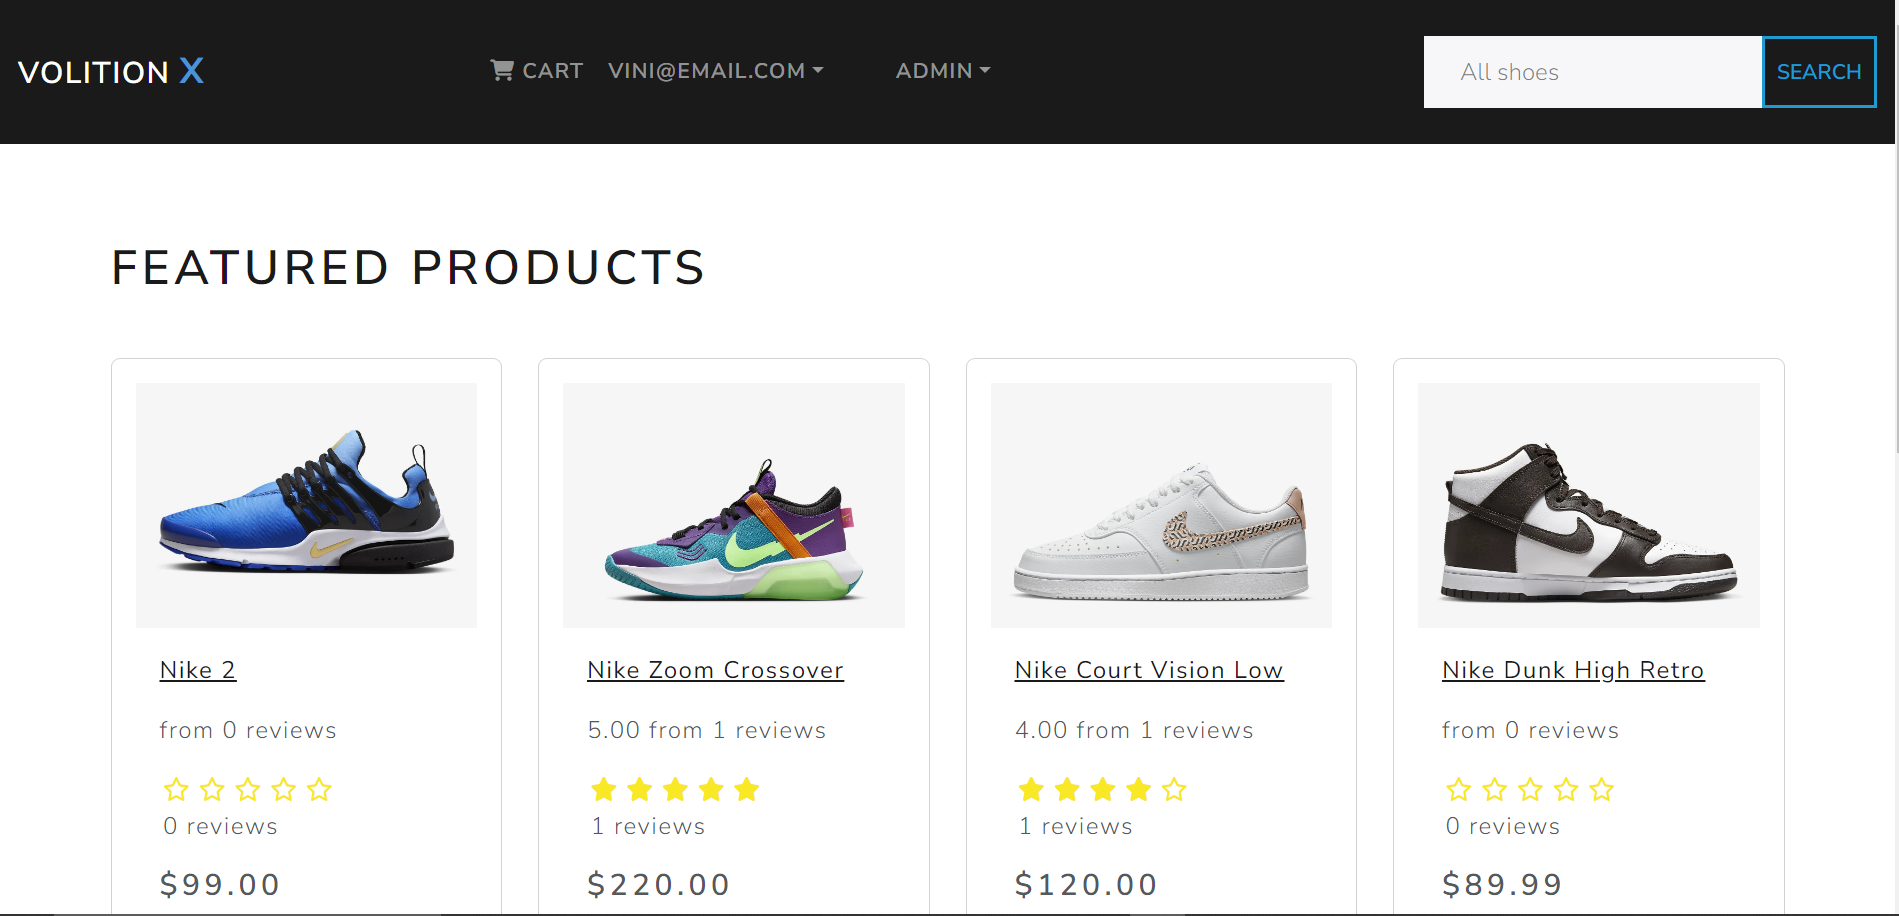 VOLITION X
CART
VINI@EMAIL.COM
ADMIN
All shoes
SEARCH
FEATURED PRODUCTS
Nike 2
from 0 reviews
0 reviews
$99.00
Nike Zoom Crossover
5.00 from 1 reviews
1 reviews
$220.00
Nike Court Vision Low
4.00 from 1 reviews
1 reviews
$120.00
Nike Dunk High Retro
from 0 reviews
0 reviews
$89.99